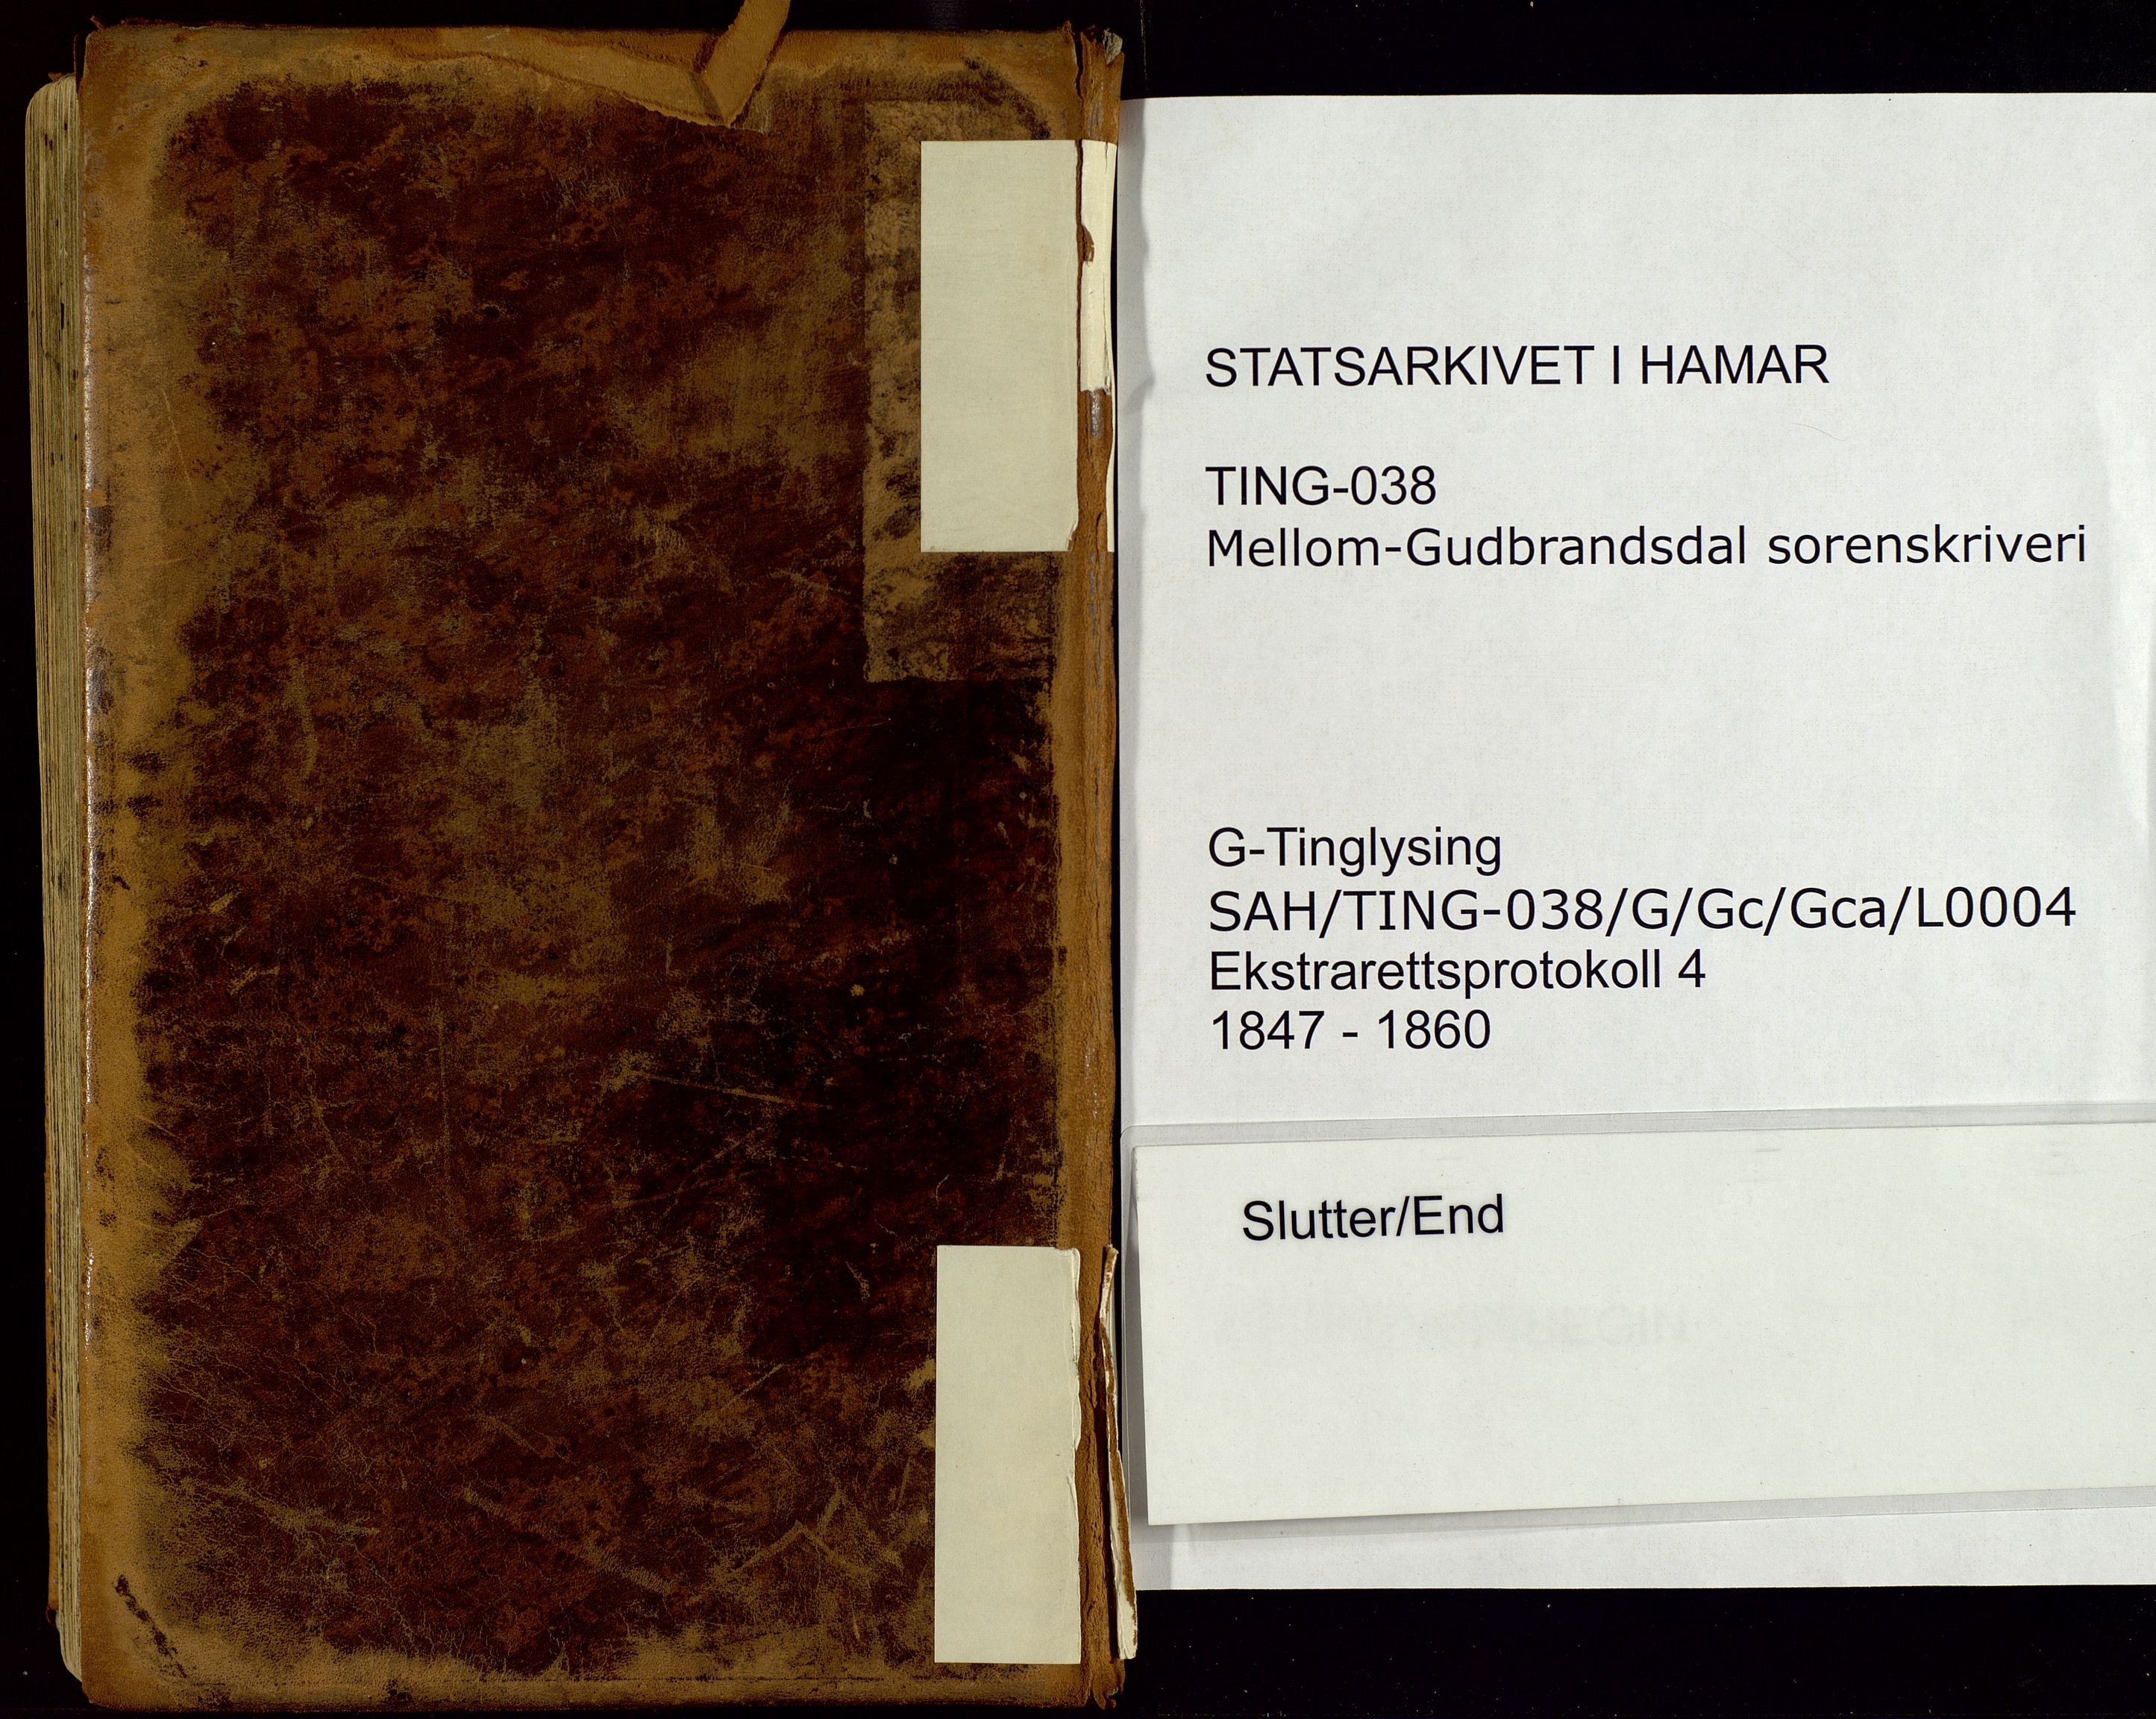 STATSARKIVET I HAMAR
TING-038
Mellom-Gudbrandsdal sorenskriveri
G-Tinglysing
SAH/TING-038/G/Gc/Gca/L0004
Ekstrarettsprotokoll 4
1847 - 1860
Slutter/End